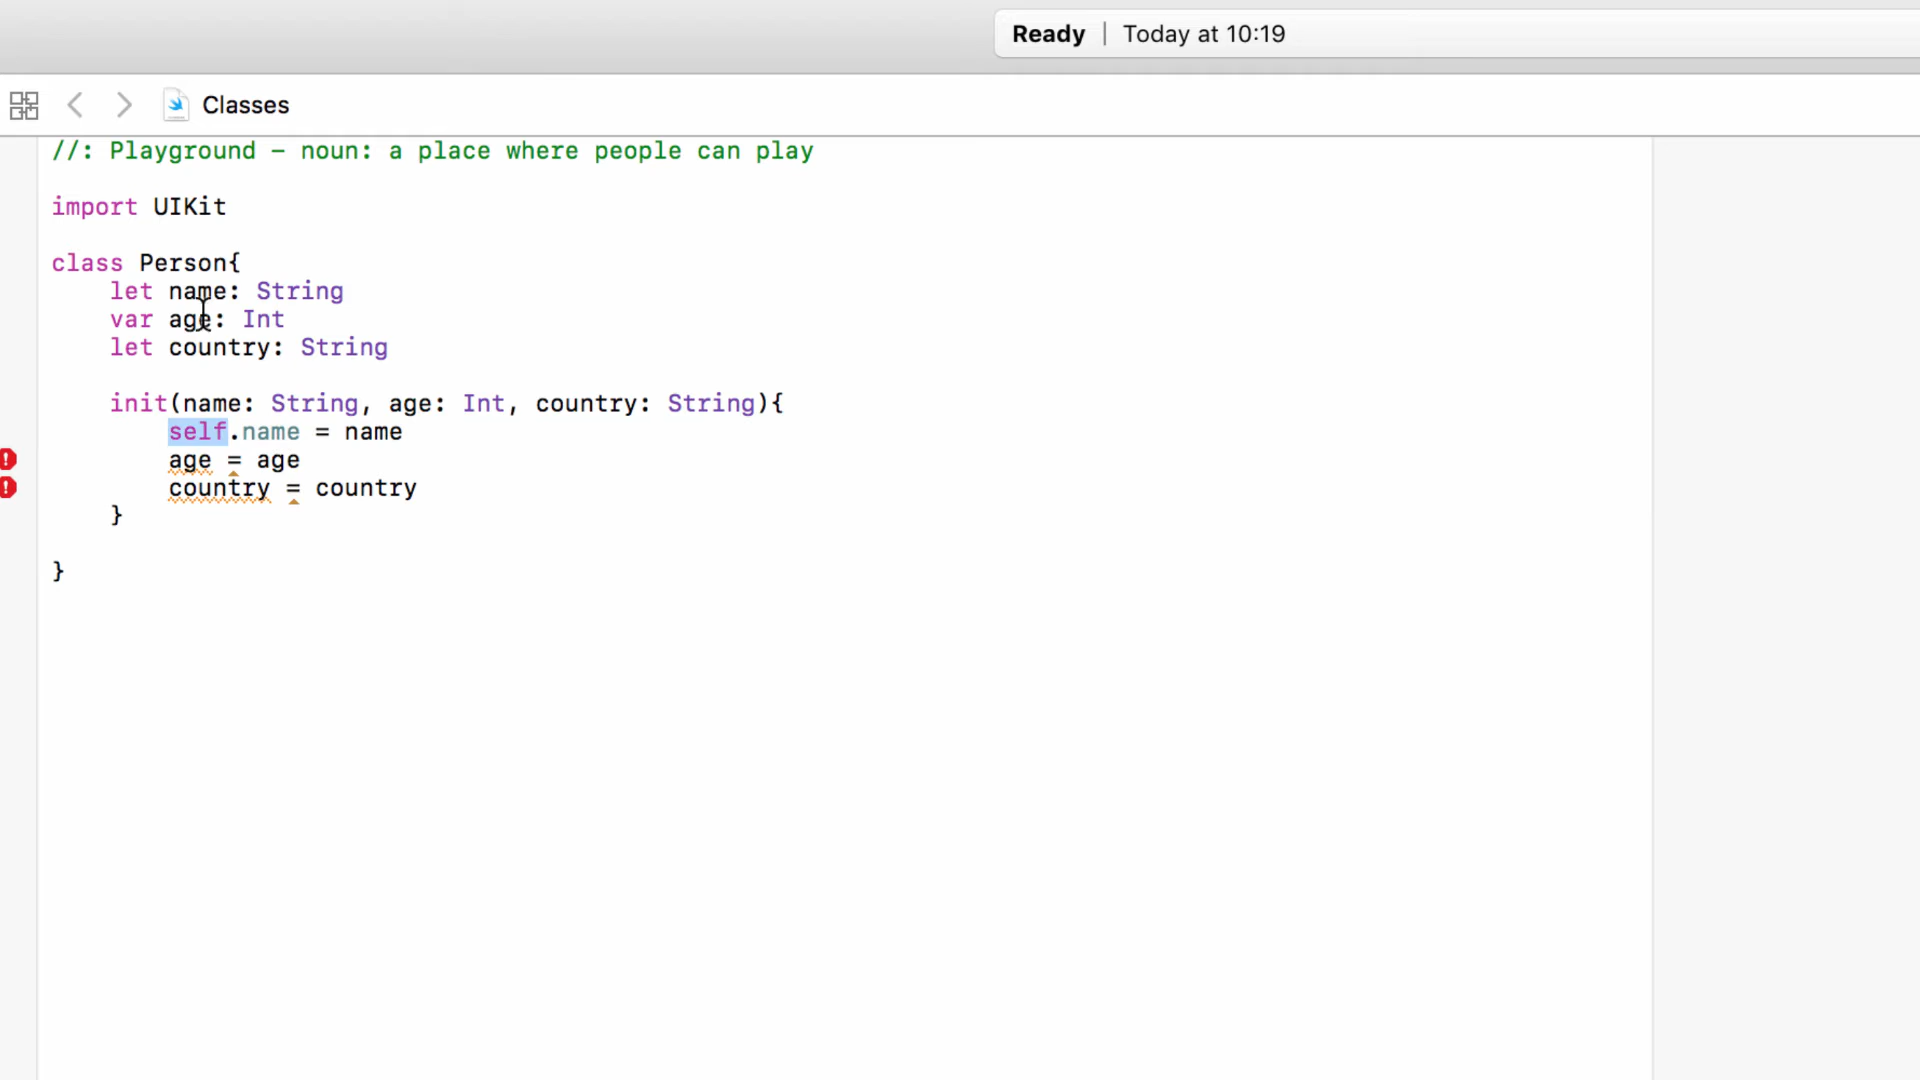 Ready | Today at 10:19
Classes
//: Playground – noun: a place where people can play
import UIKit
class Person{
let name: String
var age: Int
let country: String
init(name: String, age: Int, country: String){
self.name = name
age = age
country = country
}
}